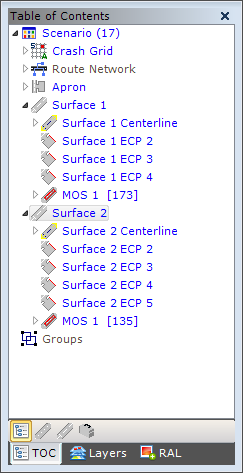 Table of Contents
Scenario (17)
Crash Grid
Route Network
Apron
Surface 1
Surface 1 Centerline
Surface 1 ECP 2
Surface 1 ECP 3
Surface 1 ECP 4
MOS 1 [173]
Surface 2
Surface 2 Centerline
Surface 2 ECP 2
Surface 2 ECP 3
Surface 2 ECP 4
Surface 2 ECP 5
MOS 1 [135]
Groups
TOC Layers RAL